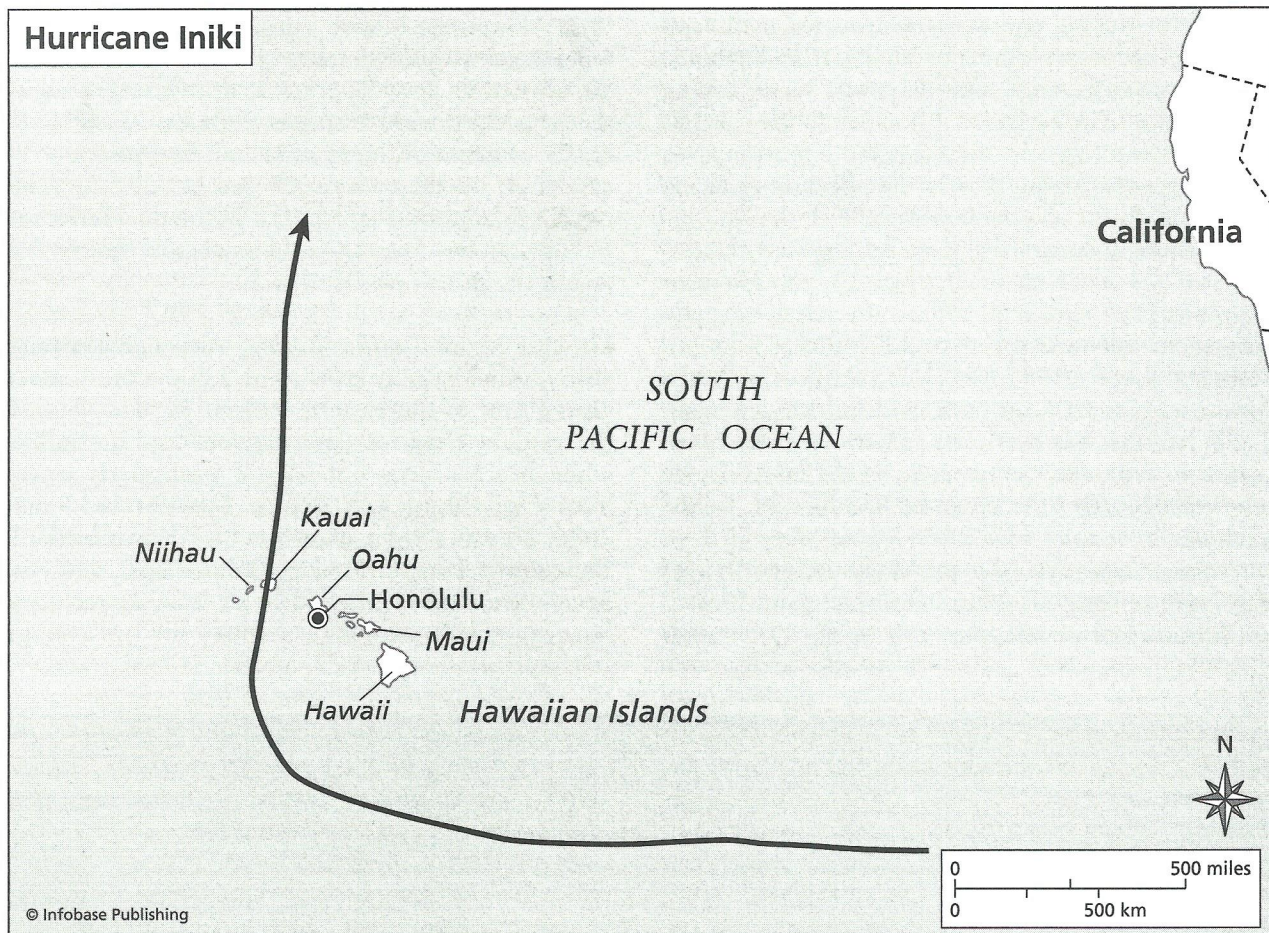 Hurricane Iniki
California
SOUTH
PACIFIC OCEAN
Kauai
Niihau
Oahu
Honolulu
Maui
Hawaii
Hawaiian Islands
N
0 500 miles
0 500 km
© Infobase Publishing